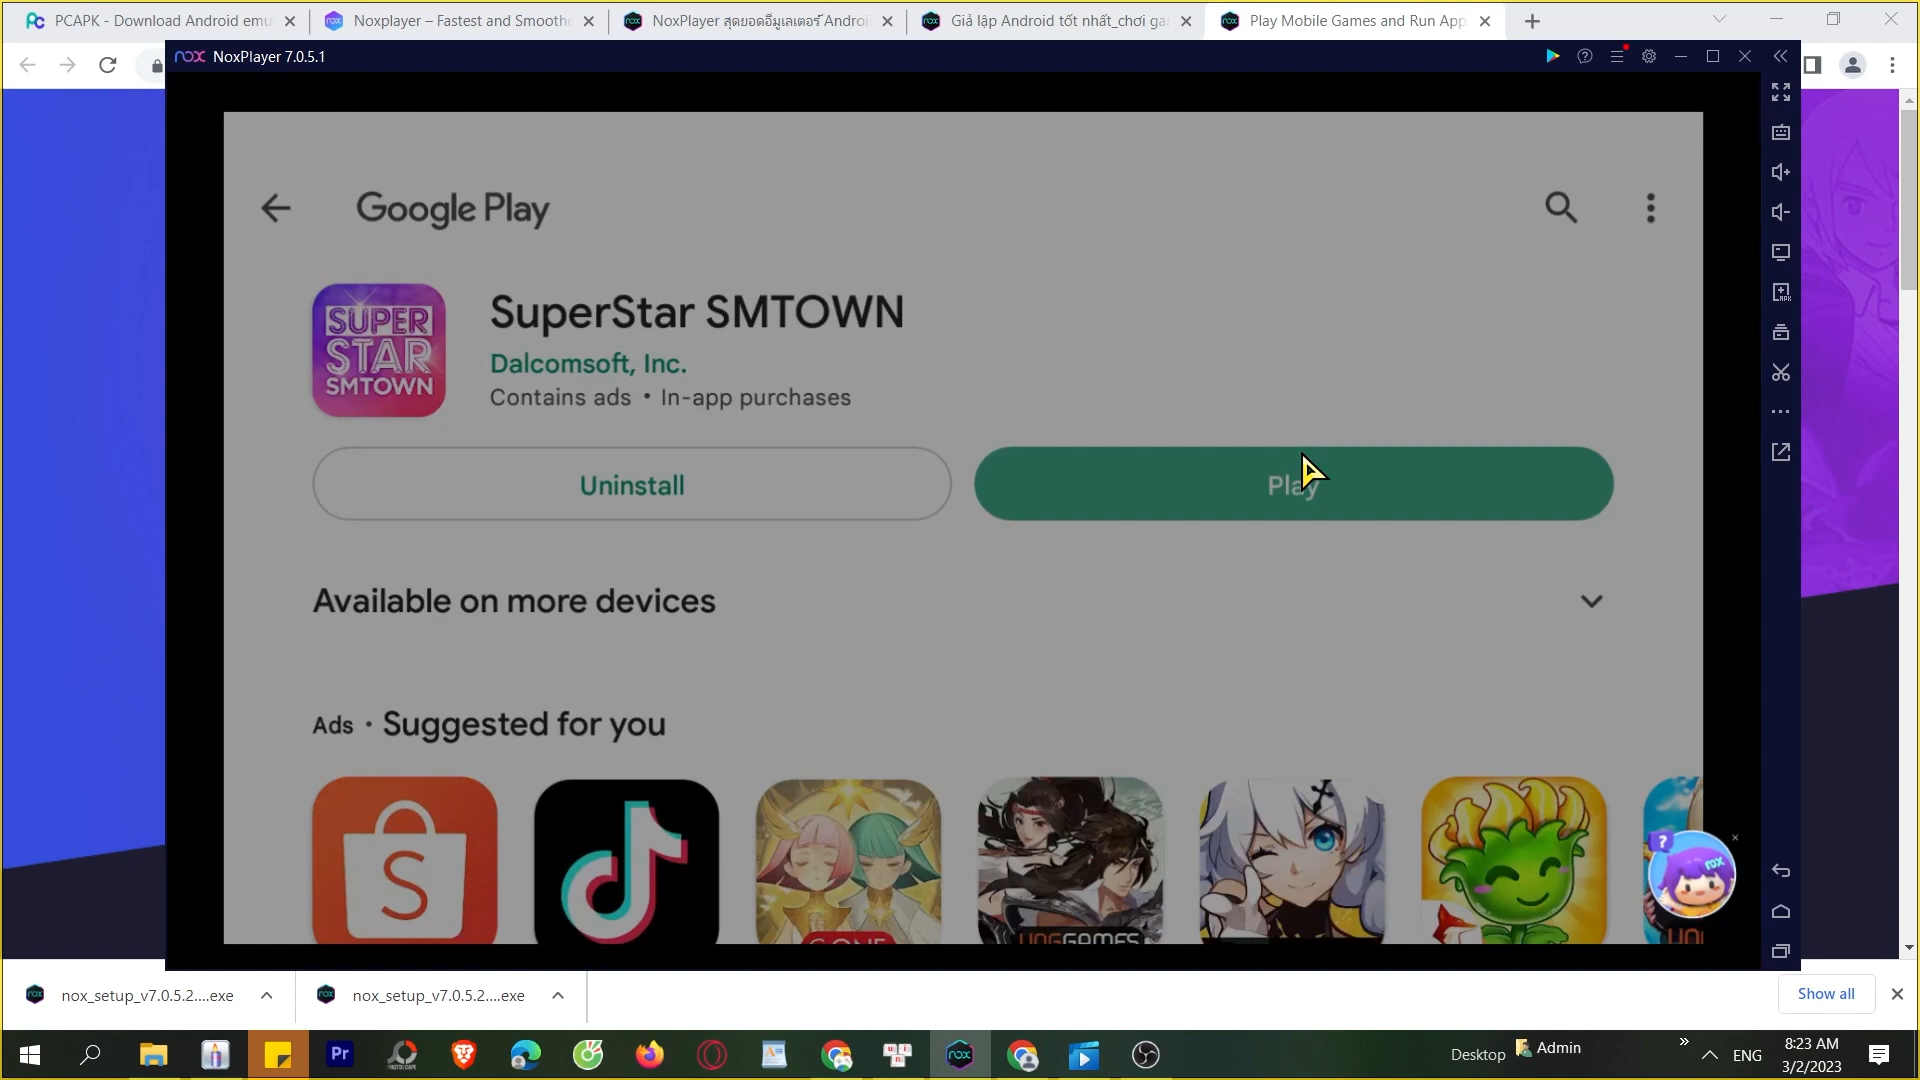 PCAPK - Download Android emu
Noxplayer – Fastest and Smoothe
NoxPlayer สุดยอดอีมูเลเตอร์ Androi
Giả lập Android tốt nhất_chơi ga
Play Mobile Games and Run App
nox NoxPlayer 7.0.5.1
Google Play
SUPER
STAR
SMTOWN
SuperStar SMTOWN
Dalcomsoft, Inc.
Contains ads • In-app purchases
Uninstall
Play
Available on more devices
Ads • Suggested for you
nox_setup_v7.0.5.2....exe
nox_setup_v7.0.5.2....exe
Show all
Pr
nox
Desktop
Admin
ENG
8:23 AM
3/2/2023